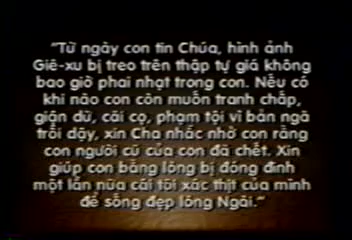 "Từ ngày con tin Chúa, hình ảnh
Giê-xu bị treo trên thập tự giá không
bao giờ phai nhạt trong con. Nếu có
khi nào con còn muốn tranh chấp,
giận dữ, cãi cọ, phạm tội vì bản ngã
trỗi dậy, xin Cha nhắc nhở con rằng
con người cũ của con đã chết. Xin
giúp con bằng lòng bị đóng đinh
một lần nữa cái tôi xác thịt của mình
để sống đẹp lòng Ngài."